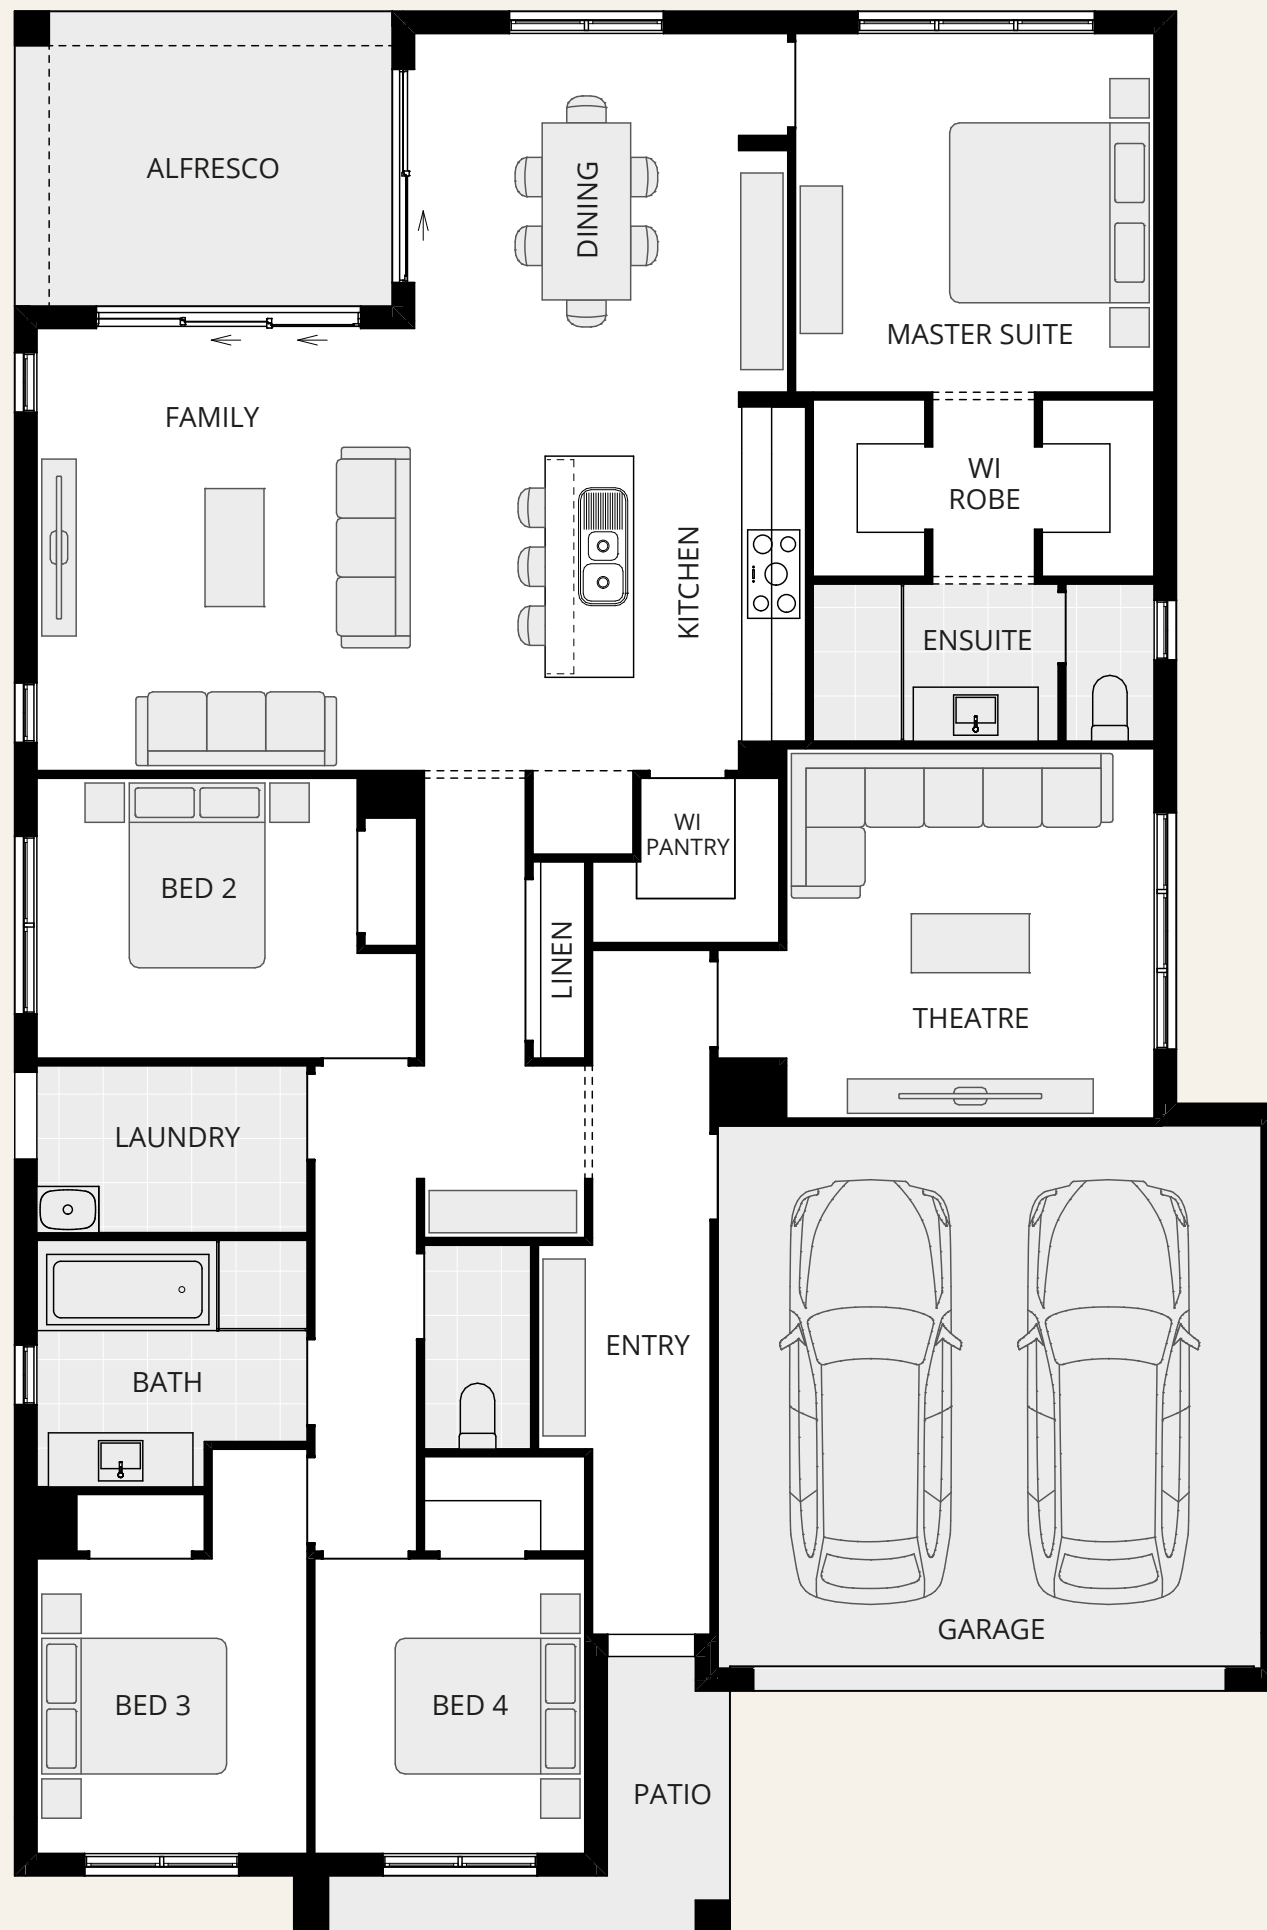 ALFRESCO
DINING
MASTER SUITE
FAMILY
WI
ROBE
KITCHEN
ENSUITE
WI
PANTRY
BED 2
LINEN
THEATRE
LAUNDRY
ENTRY
BATH
GARAGE
BED 3
BED 4
PATIO